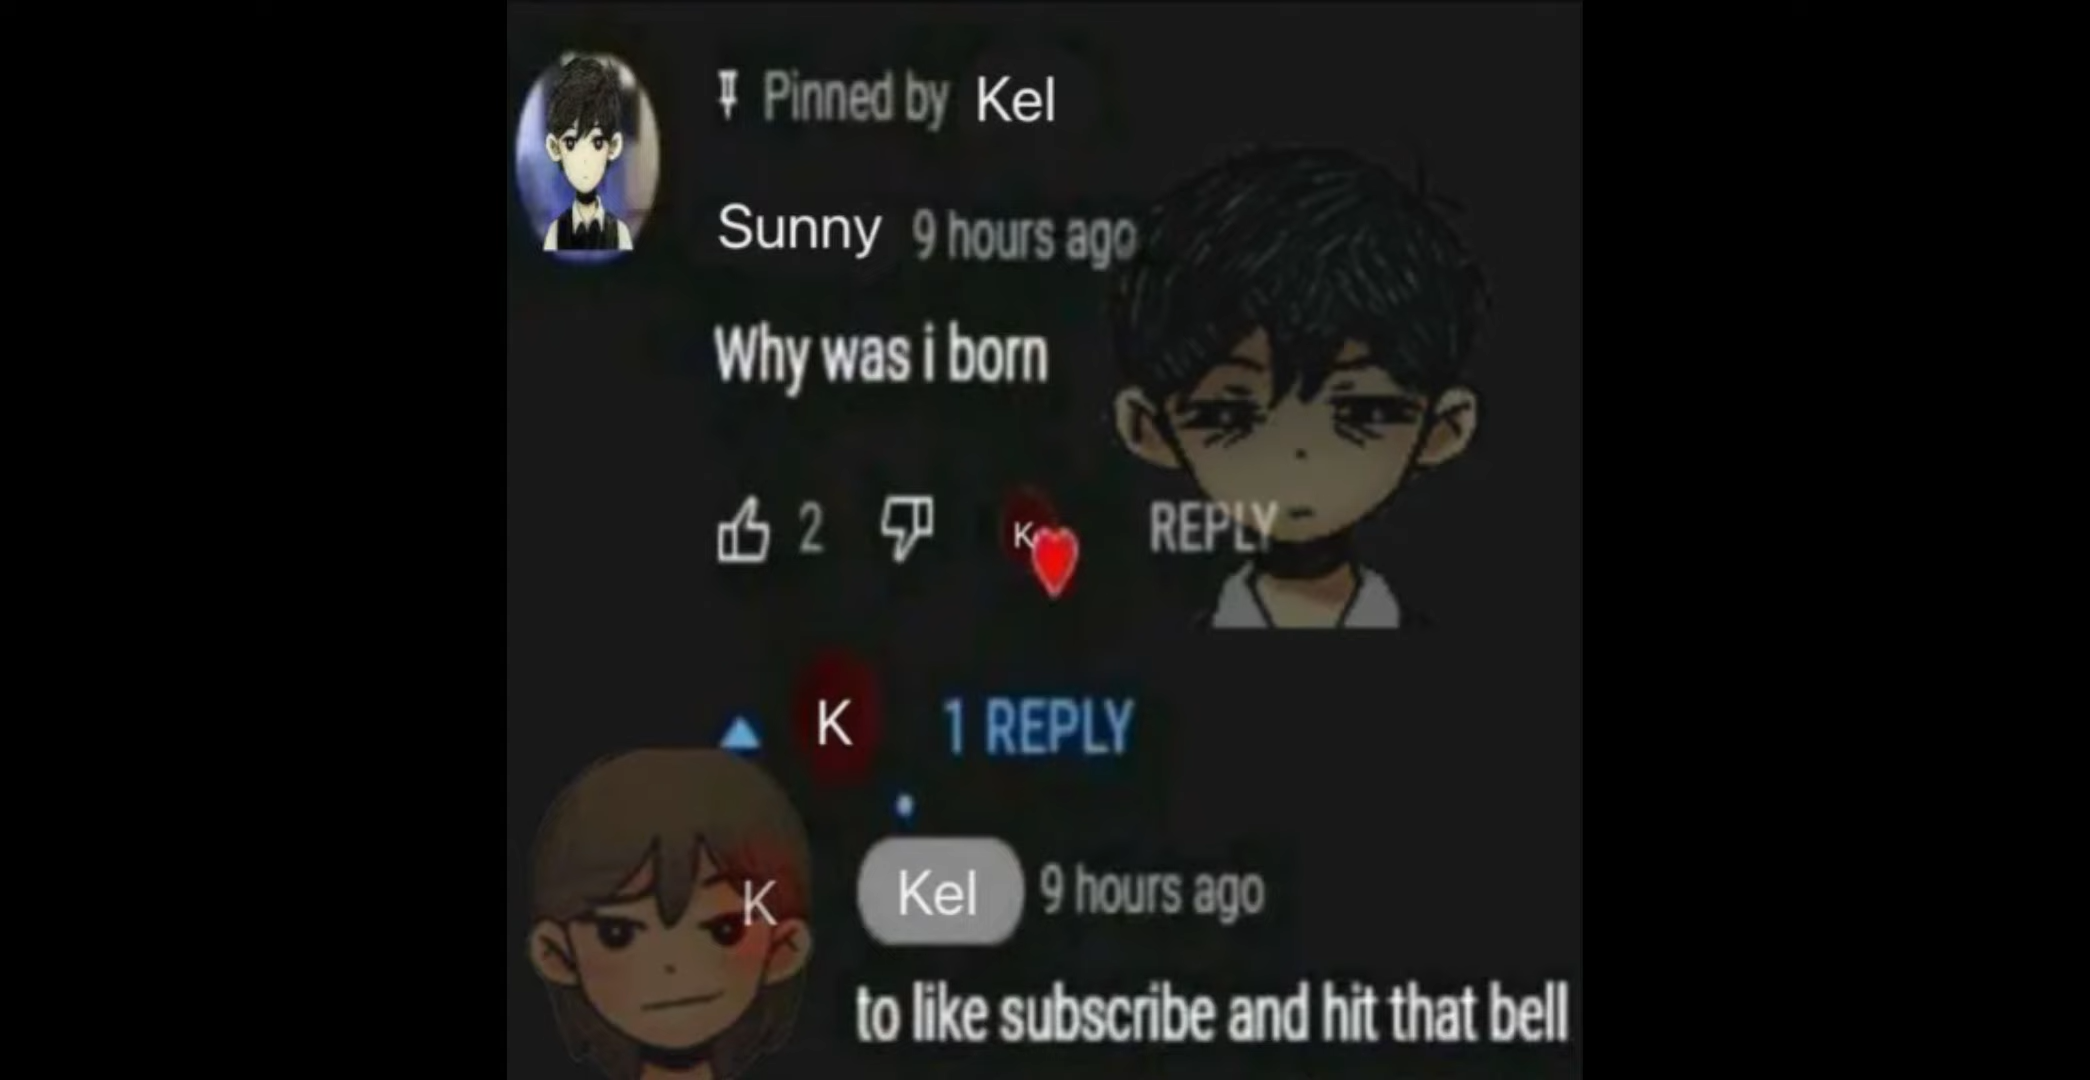 Pinned by Kel
Sunny 9 hours ago
Why was i born
2 K REPLY
K 1 REPLY
K Kel 9 hours ago
to like subscribe and hit that bell